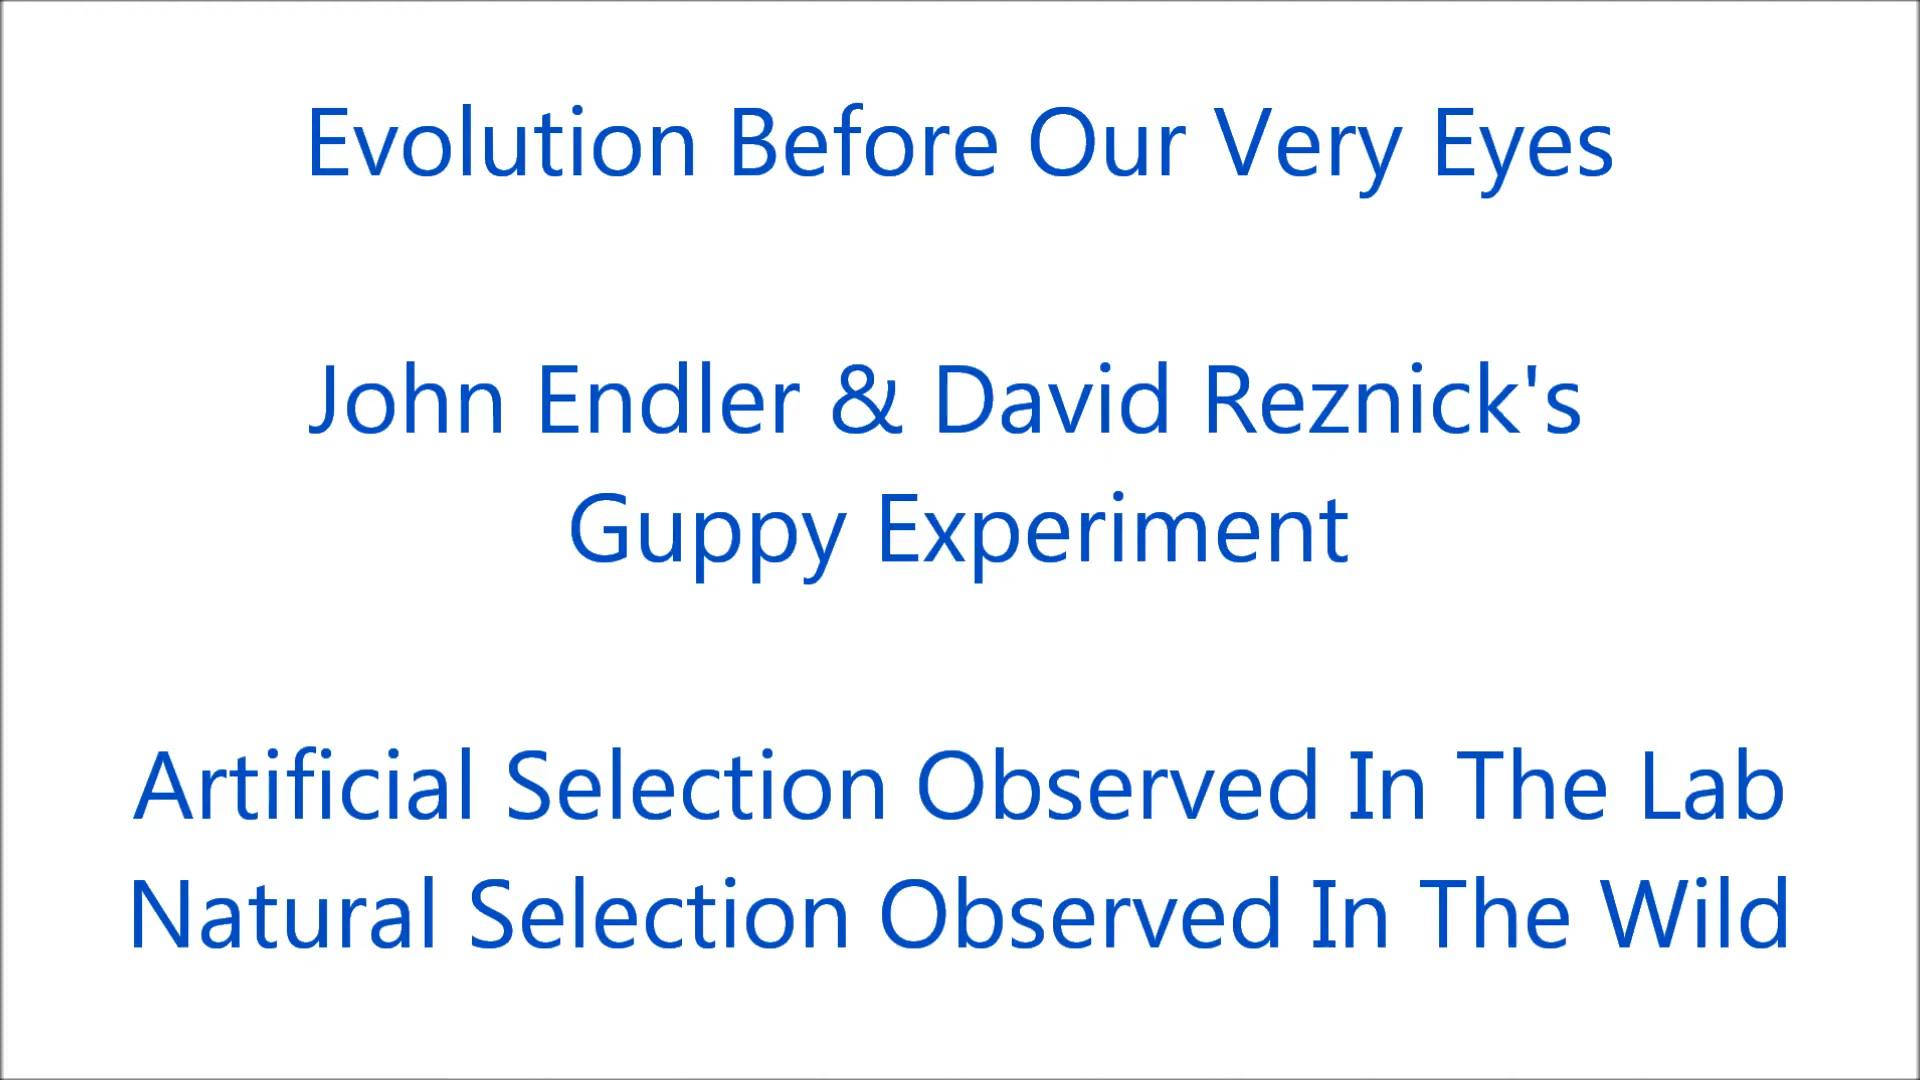 Evolution Before Our Very Eyes
John Endler & David Reznick's
Guppy Experiment
Artificial Selection Observed In The Lab
Natural Selection Observed In The Wild